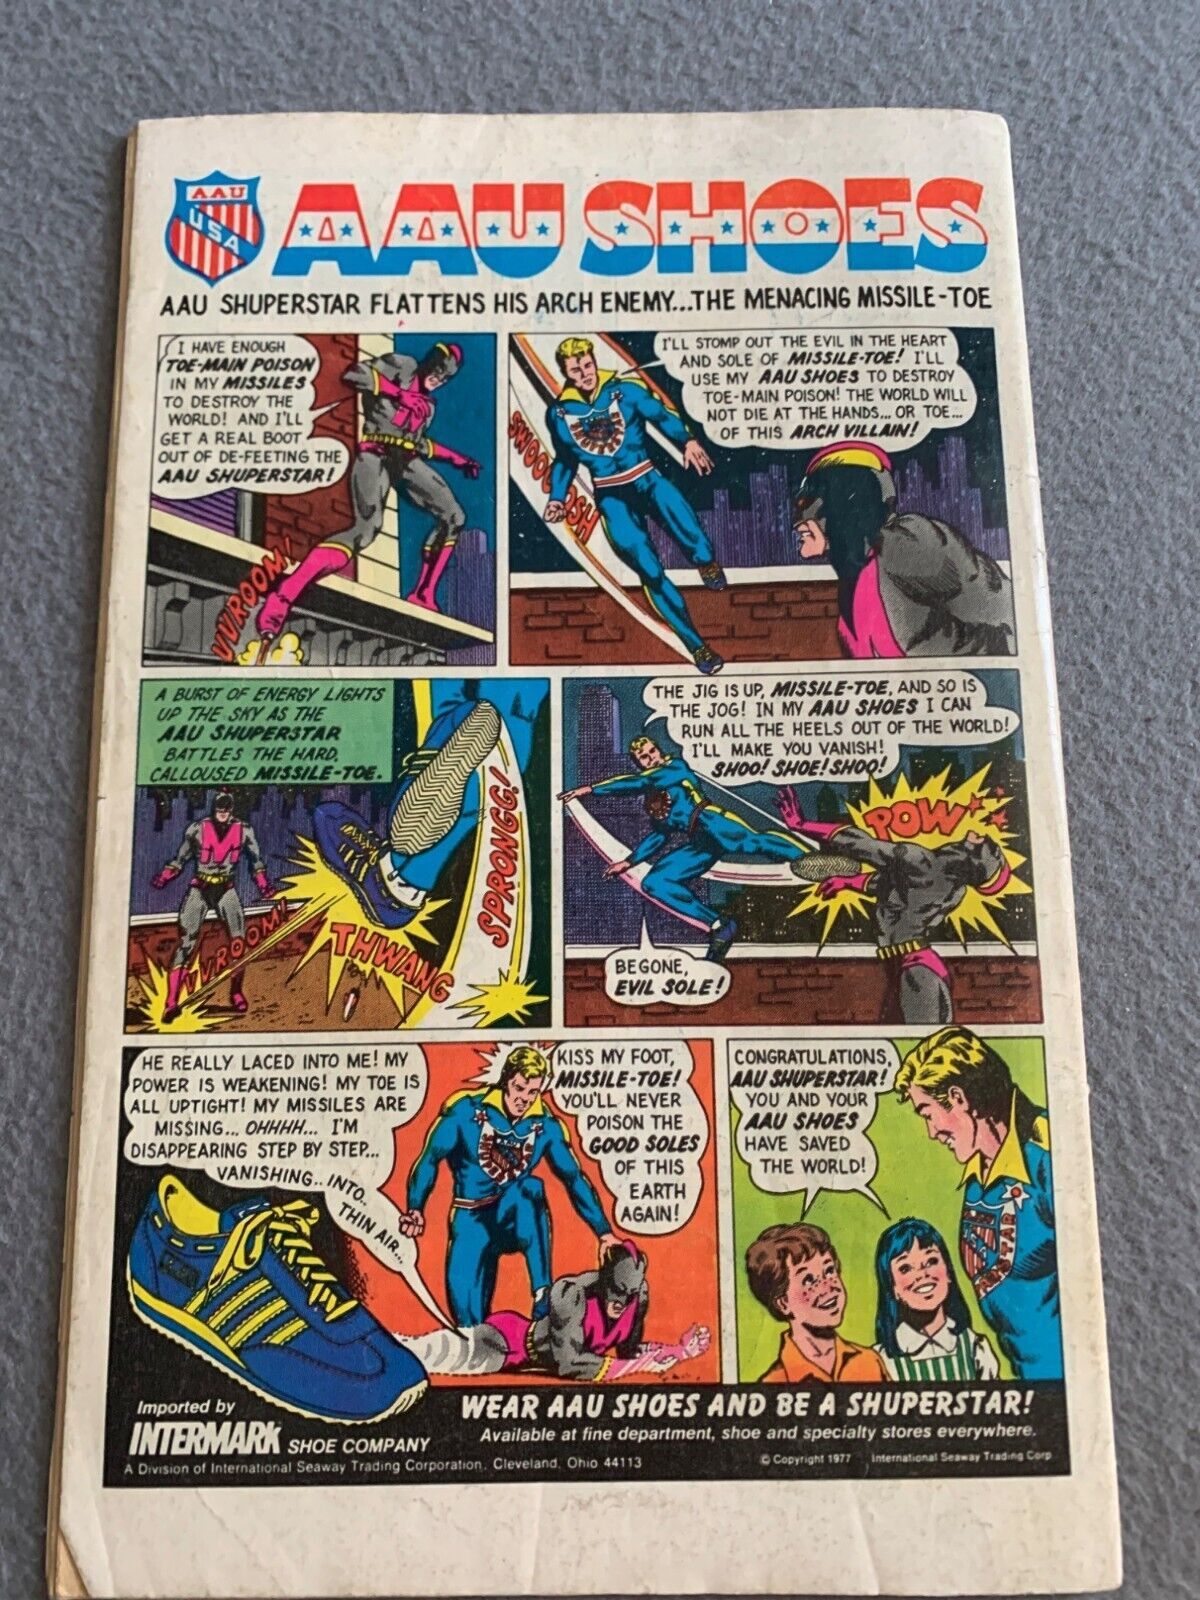 AAU
USA
AAU SHOES
AAU SHUPERSTAR FLATTENS HIS ARCH ENEMY...THE MENACING MISSILE-TOE
I HAVE ENOUGH
TOE-MAIN POISON
IN MY MISSILES
TO DESTROY THE
WORLD! AND I'LL
GET A REAL BOOT
OUT OF DE-FEETING THE
AAU SHUPERSTAR!
VVROOM!
I'LL STOMP OUT THE EVIL IN THE HEART
AND SOLE OF MISSILE-TOE! I'LL
USE MY AAU SHOES TO DESTROY
TOE-MAIN POISON! THE WORLD WILL
NOT DIE AT THE HANDS... OR TOE...
OF THIS ARCH VILLAIN!
SWOOOOSH
A BURST OF ENERGY LIGHTS
UP THE SKY AS THE
AAU SHUPERSTAR
BATTLES THE HARD,
CALLOUSED MISSILE-TOE.
M
VVROOM!
THWANG
SPRONGG!
THE JIG IS UP, MISSILE-TOE, AND SO IS
THE JOG! IN MY AAU SHOES I CAN
RUN ALL THE HEELS OUT OF THE WORLD!
I'LL MAKE YOU VANISH!
SHOO! SHOE! SHOO!
POW
BEGONE,
EVIL SOLE!
HE REALLY LACED INTO ME! MY
POWER IS WEAKENING! MY TOE IS
ALL UPTIGHT! MY MISSILES ARE
MISSING... OHHHH... I'M
DISAPPEARING STEP BY STEP...
VANISHING.. INTO..
THIN AIR...
KISS MY FOOT,
MISSILE-TOE!
YOU'LL NEVER
POISON THE
GOOD SOLES
OF THIS
EARTH
AGAIN!
M
CONGRATULATIONS,
AAU SHUPERSTAR!
YOU AND YOUR
AAU SHOES
HAVE SAVED
THE WORLD!
Imported by
INTERMARK SHOE COMPANY
A Division of International Seaway Trading Corporation, Cleveland, Ohio 44113
WEAR AAU SHOES AND BE A SHUPERSTAR!
Available at fine department, shoe and specialty stores everywhere.
© Copyright 1977 International Seaway Trading Corp.